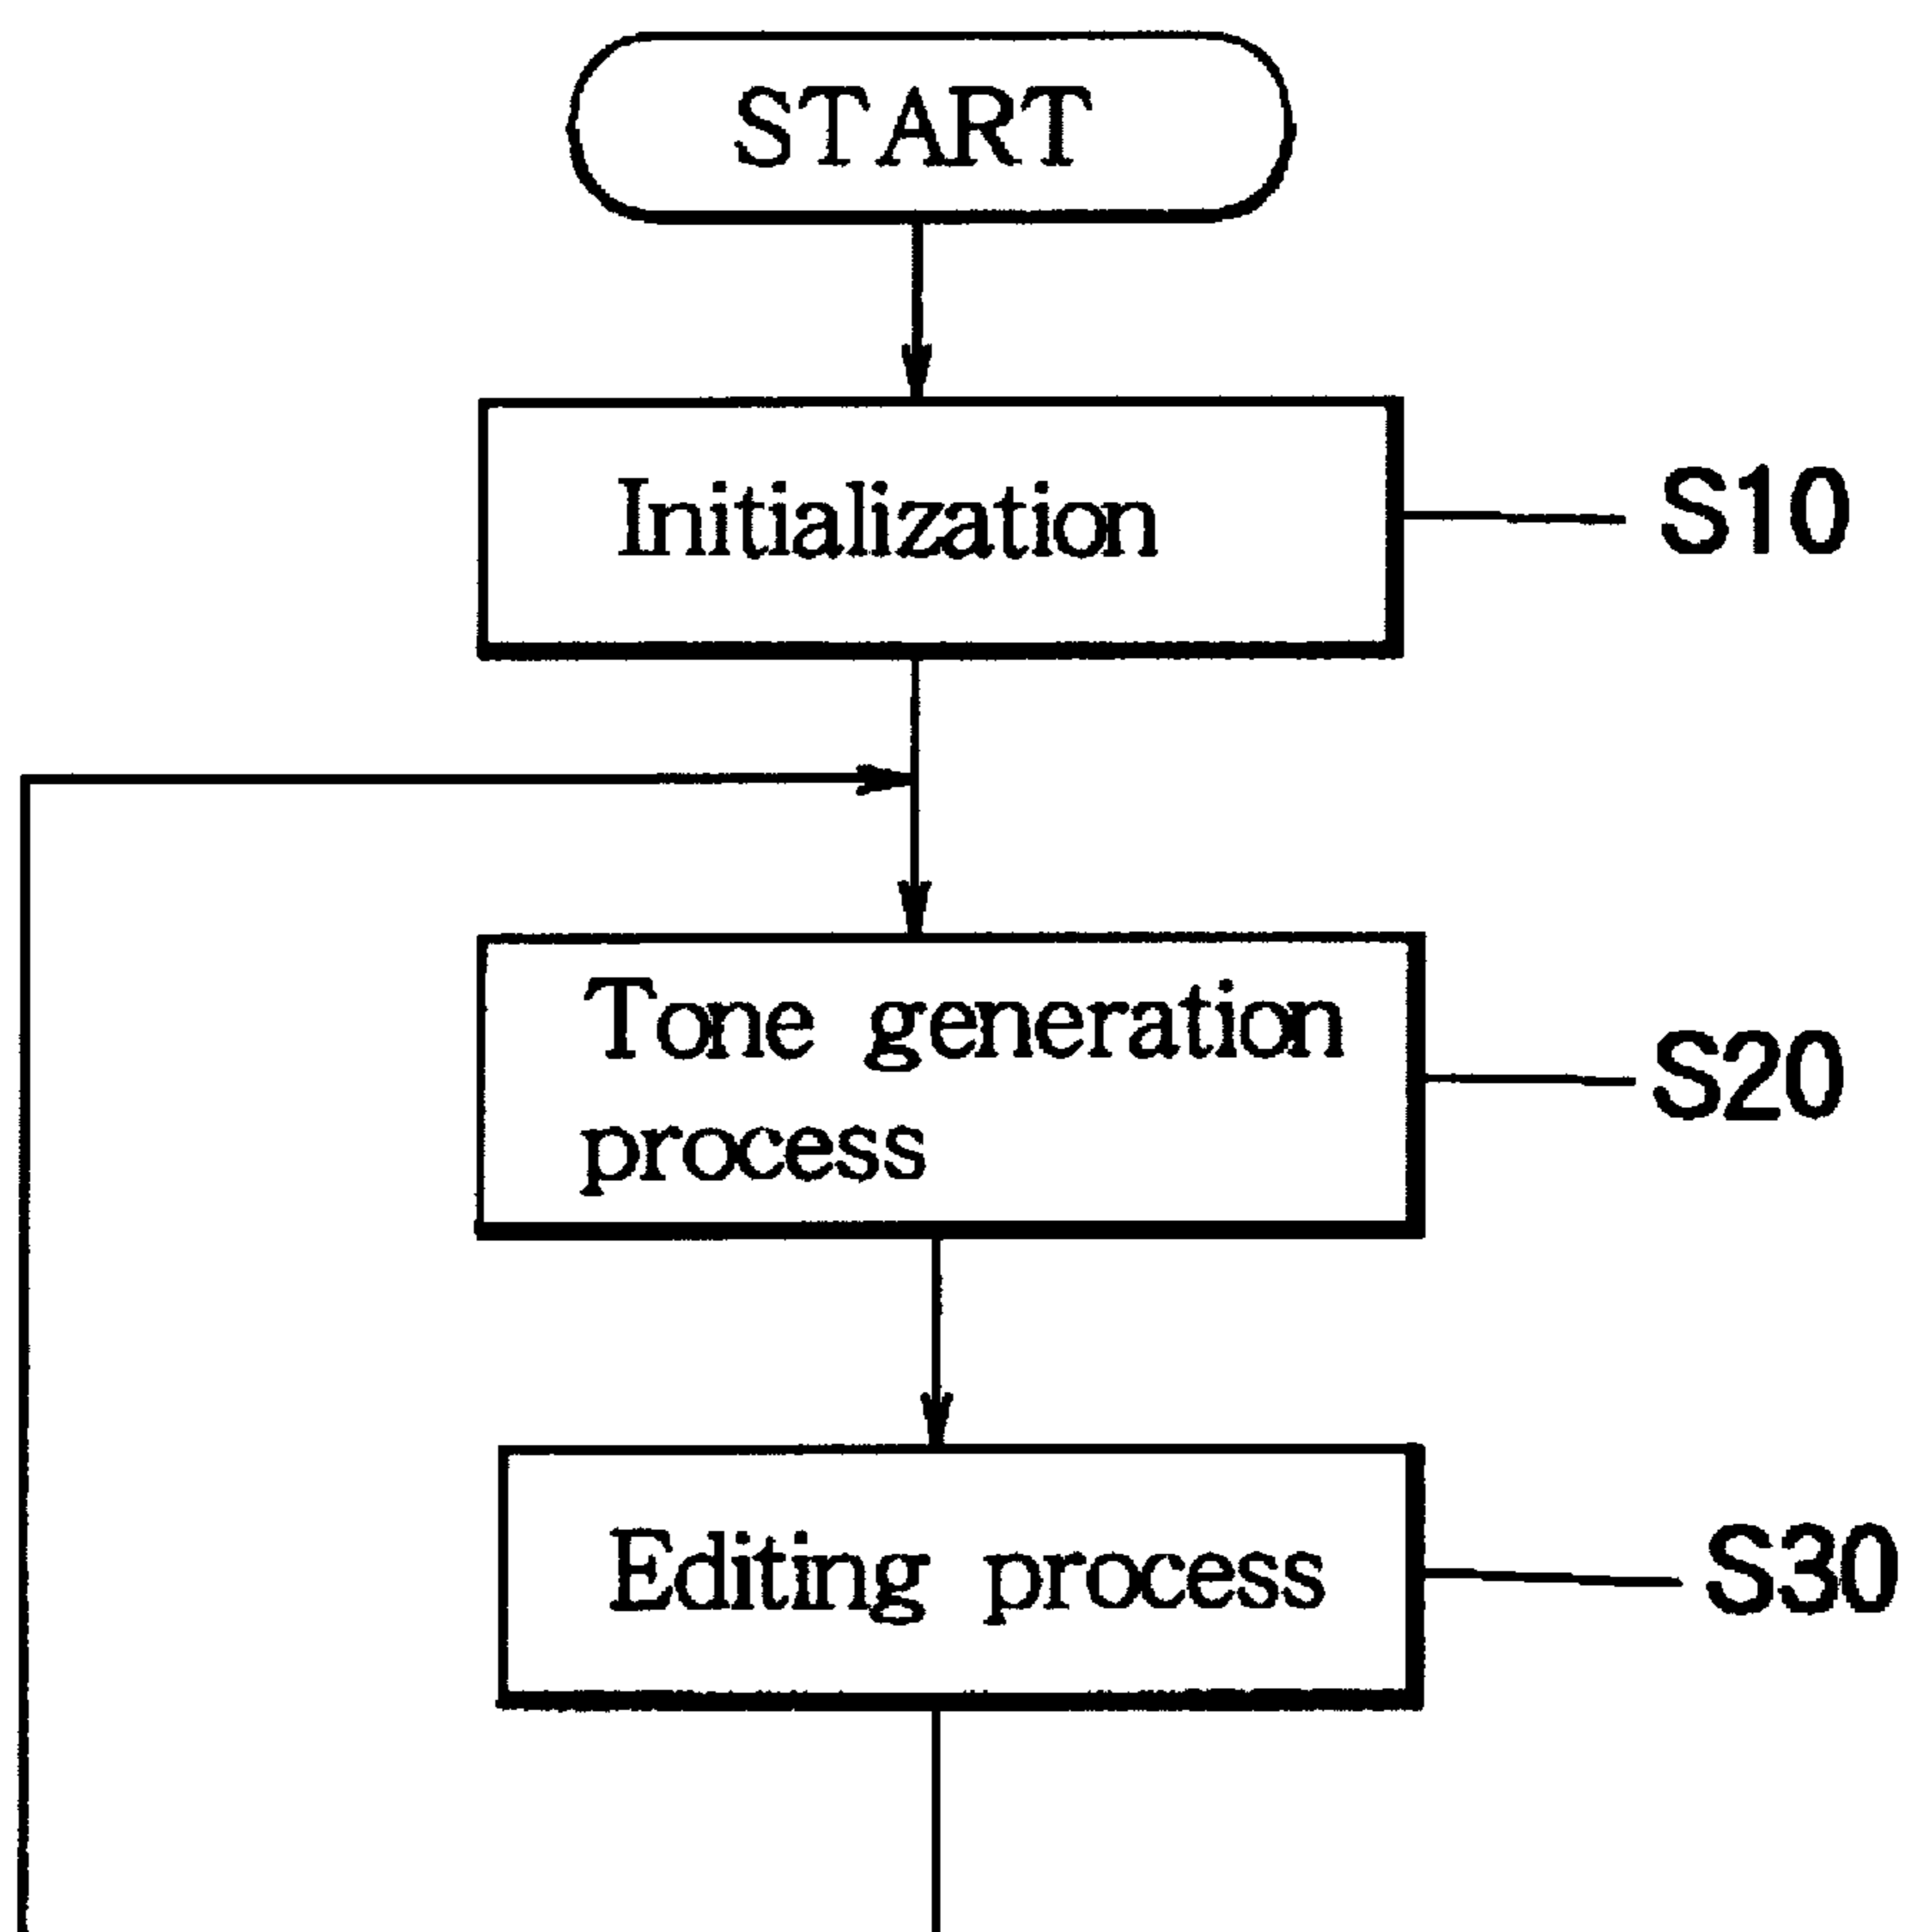 START
Initialization
S10
Tone generation
process
S20
Editing process
S30